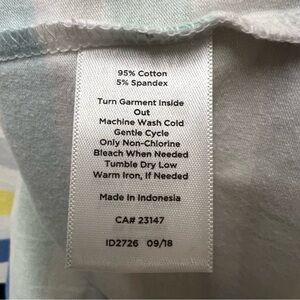 95% Cotton
5% Spandex
Turn Garment Inside
Out
Machine Wash Cold
Gentle Cycle
Only Non-Chlorine
Bleach When Needed
Tumble Dry Low
Warm Iron, If Needed
Made in Indonesia
CA# 23147
ID2726 09/18